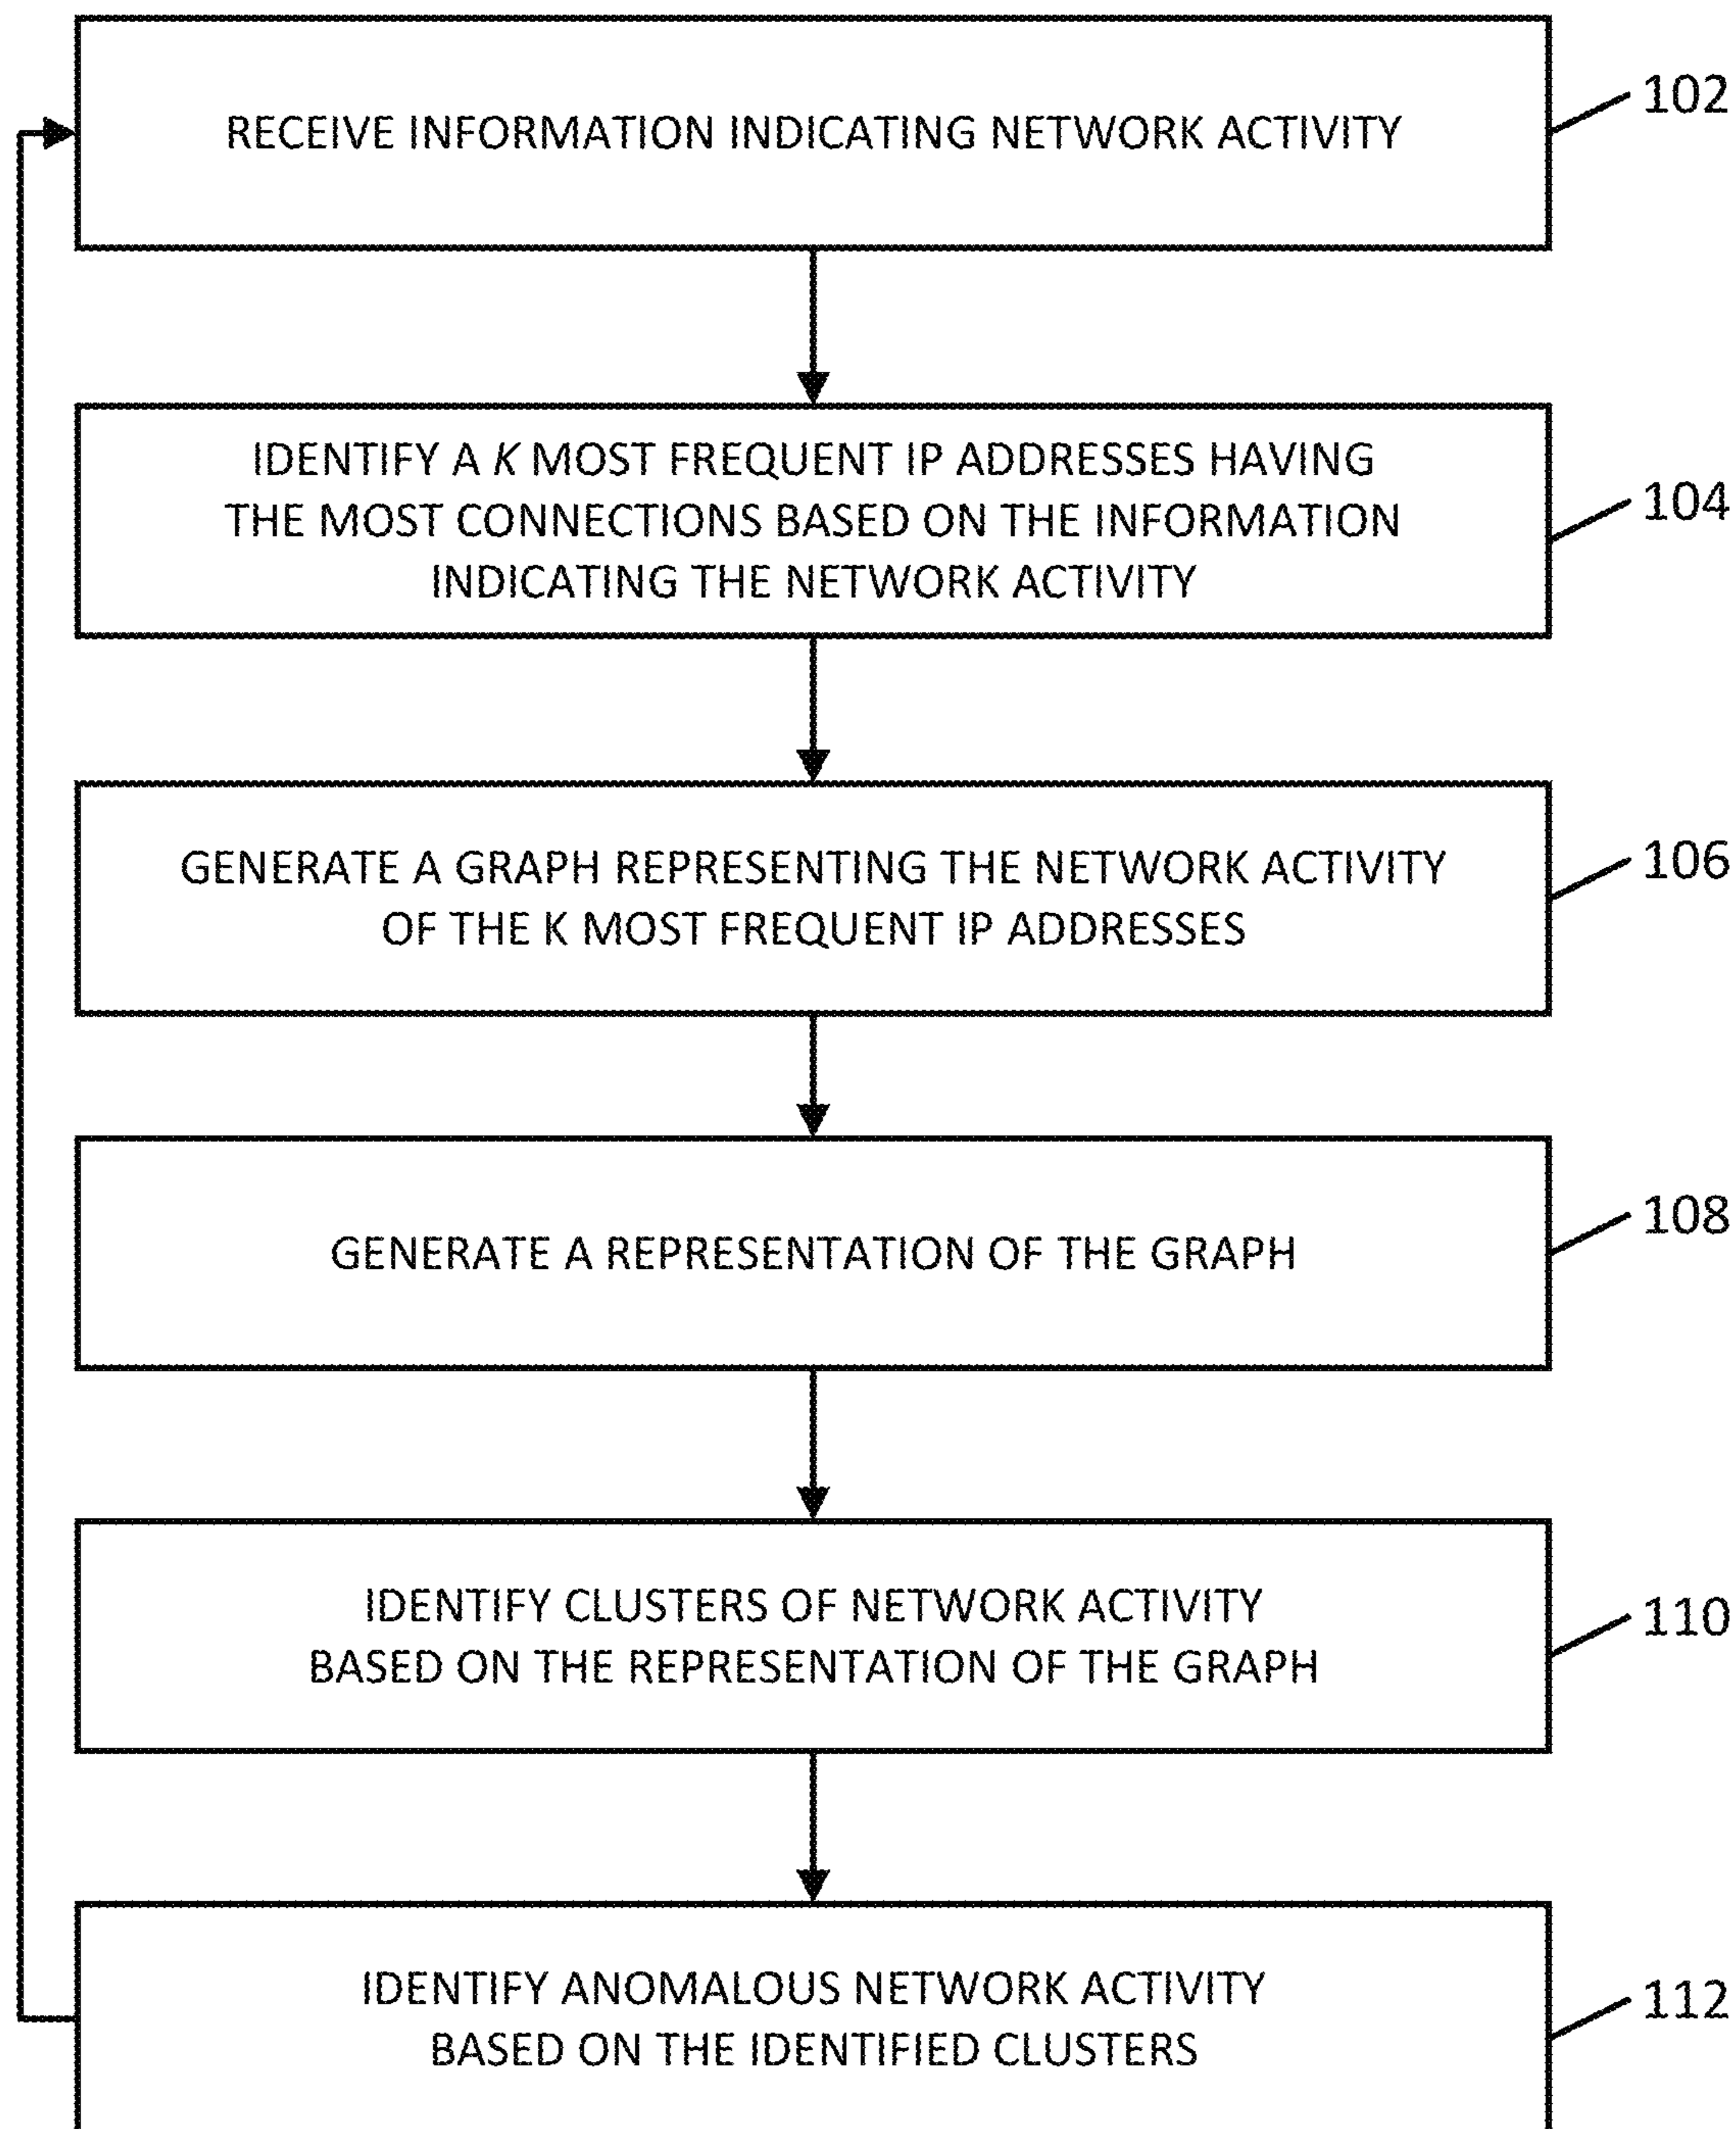 RECEIVE INFORMATION INDICATING NETWORK ACTIVITY
102
IDENTIFY A K MOST FREQUENT IP ADDRESSES HAVING
THE MOST CONNECTIONS BASED ON THE INFORMATION
INDICATING THE NETWORK ACTIVITY
104
GENERATE A GRAPH REPRESENTING THE NETWORK ACTIVITY
OF THE K MOST FREQUENT IP ADDRESSES
106
GENERATE A REPRESENTATION OF THE GRAPH
108
IDENTIFY CLUSTERS OF NETWORK ACTIVITY
BASED ON THE REPRESENTATION OF THE GRAPH
110
IDENTIFY ANOMALOUS NETWORK ACTIVITY
BASED ON THE IDENTIFIED CLUSTERS
112